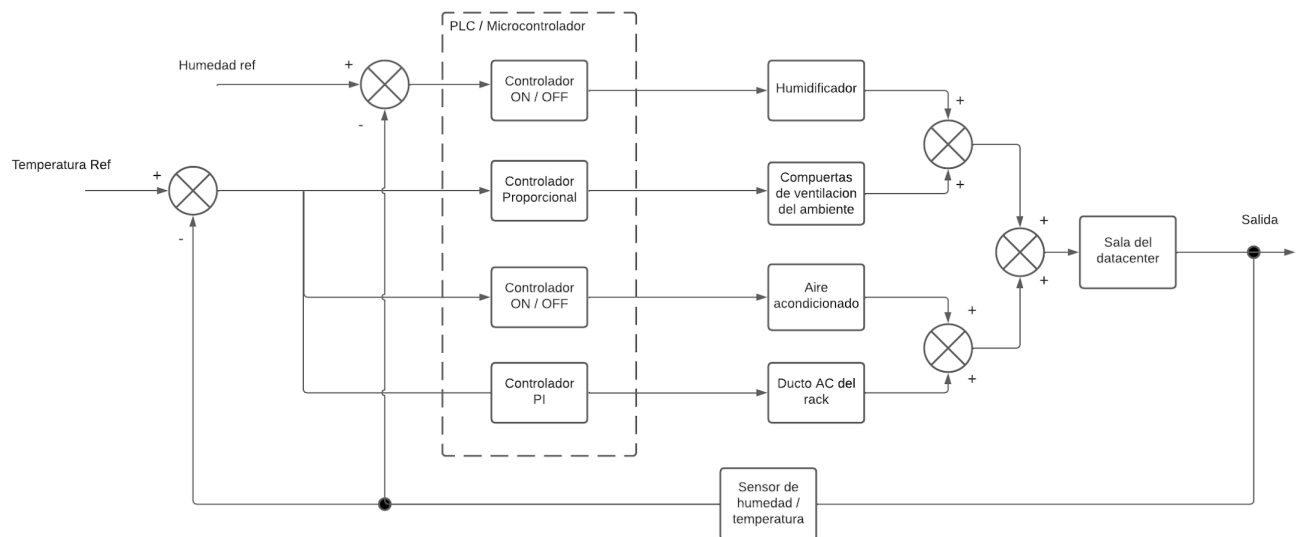 PLC / Microcontrolador
Humedad ref
+
-
Controlador
ON / OFF
Humidificador
+
+
Temperatura Ref
+
-
Controlador
Proporcional
Compuertas
de ventilacion
del ambiente
Controlador
ON / OFF
Aire
acondicionado
+
+
Controlador
PI
Ducto AC del
rack
+
+
Sala del
datacenter
Salida
Sensor de
humedad /
temperatura